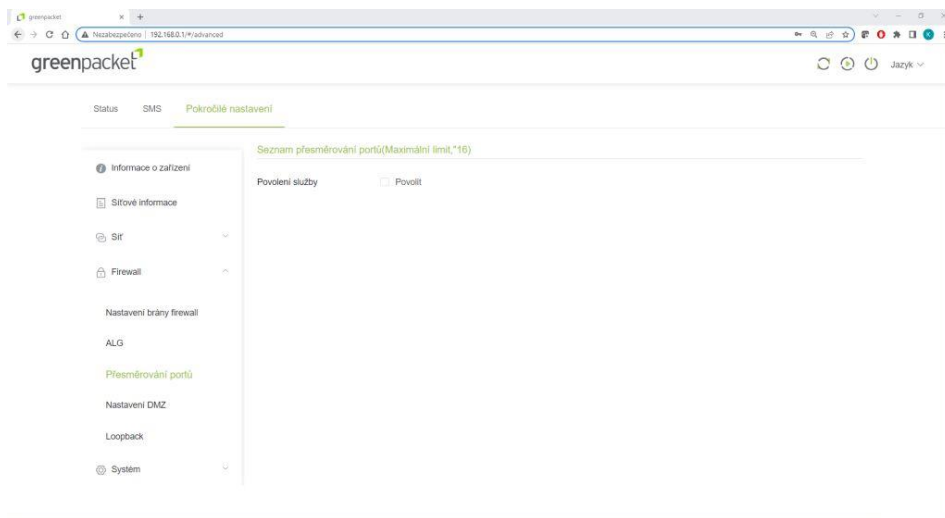 greenpacket
Nezabezpečeno | 192.168.0.1/#/advanced
greenpacket
Jazyk
Status SMS Pokročilé nastavení
Seznam přesměrování portů(Maximální limit,"16)
Informace o zařízení
Povolení služby Povolit
Síťové informace
Síť
Firewall
Nastavení brány firewall
ALG
Přesměrování portů
Nastavení DMZ
Loopback
Systém